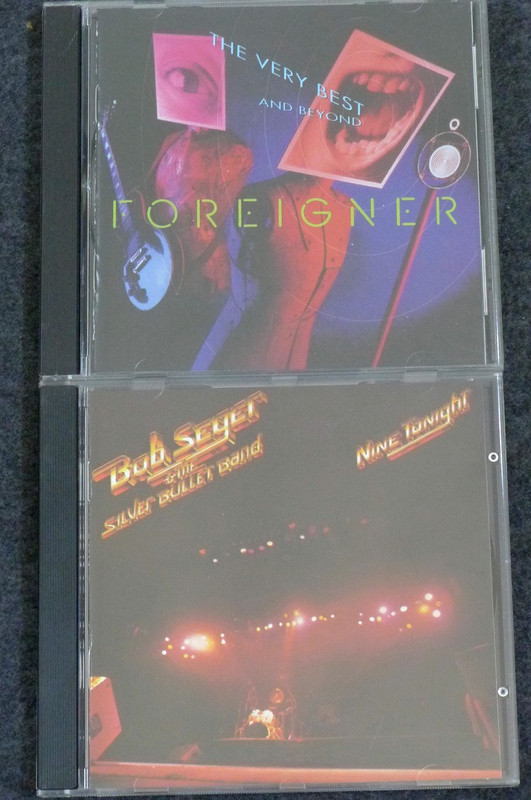 THE VERY BEST
AND BEYOND
FOREIGNER
Bob Seger
& THE
SILVER BULLET Band
NINE TONIGHT